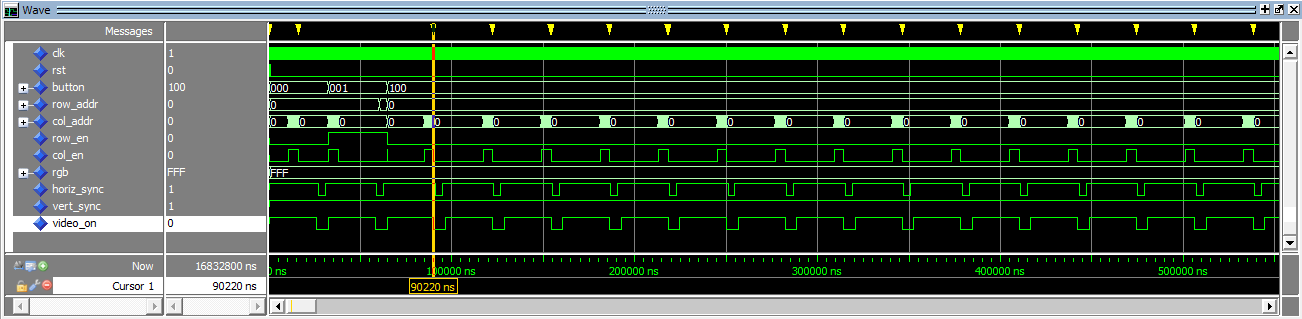 Wave
Messages
clk 1
rst 0
button 100 000 001 100
row_addr 0 0 0
col_addr 0 0 0 0 0 0 0 0 0 0 0 0 0 0 0 0 0 0 0
row_en 0
col_en 0
rgb FFF FFF
horiz_sync 1
vert_sync 1
video_on 0
Now 16832800 ns 0 ns 100000 ns 200000 ns 300000 ns 400000 ns 500000 ns
Cursor 1 90220 ns 90220 ns